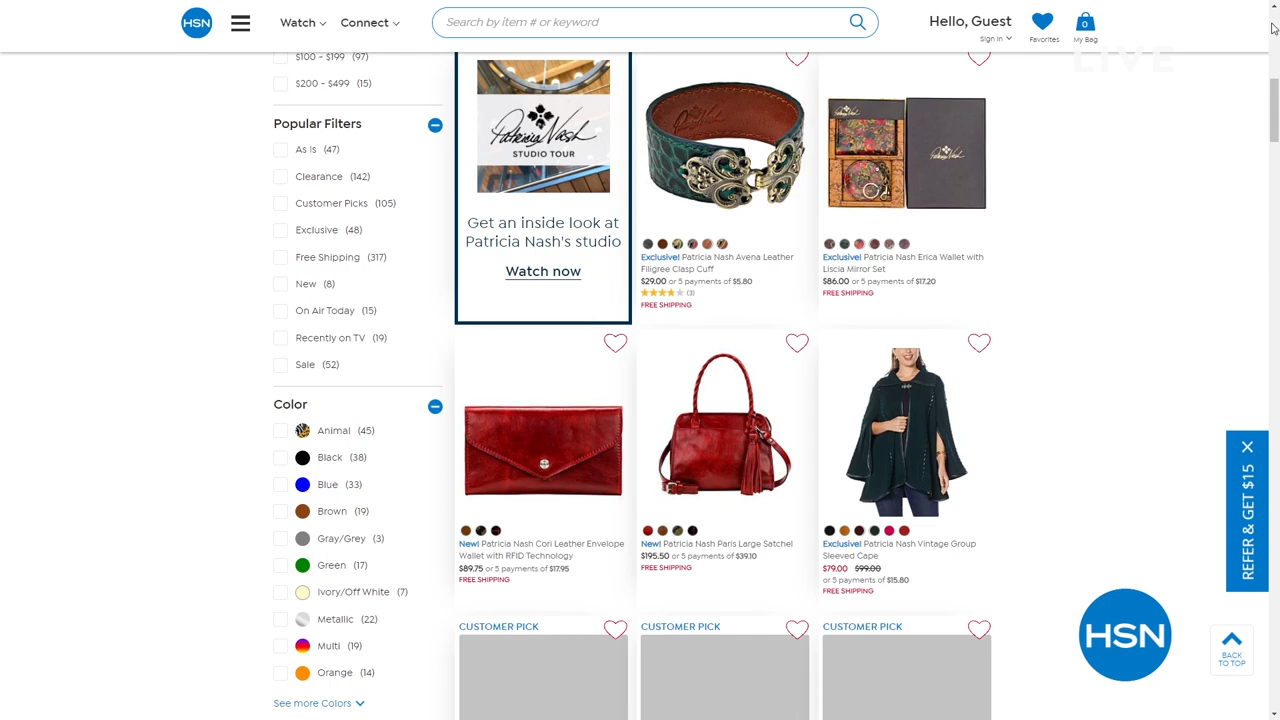 HSN
Watch
Connect
Search by item # or keyword
Hello, Guest
Sign In
Favorites
0
My Bag
LIVE
$100 - $199 (97)
$200 - $499 (15)
Popular Filters
As Is (47)
Clearance (142)
Customer Picks (105)
Exclusive (48)
Free Shipping (317)
New (8)
On Air Today (15)
Recently on TV (19)
Sale (52)
Color
Animal (45)
Black (38)
Blue (33)
Brown (19)
Gray/Grey (3)
Green (17)
Ivory/Off White (7)
Metallic (22)
Multi (19)
Orange (14)
See more Colors
Patricia Nash
STUDIO TOUR
Get an inside look at
Patricia Nash's studio
Watch now
Exclusive! Patricia Nash Avena Leather
Filigree Clasp Cuff
$29.00 or 5 payments of $5.80
(3)
FREE SHIPPING
Patricia Nash
Exclusive! Patricia Nash Erica Wallet with
Liscia Mirror Set
$86.00 or 5 payments of $17.20
FREE SHIPPING
New! Patricia Nash Cori Leather Envelope
Wallet with RFID Technology
$89.75 or 5 payments of $17.95
FREE SHIPPING
New! Patricia Nash Paris Large Satchel
$195.50 or 5 payments of $39.10
FREE SHIPPING
Exclusive! Patricia Nash Vintage Group
Sleeved Cape
$79.00 $99.00
or 5 payments of $15.80
FREE SHIPPING
CUSTOMER PICK
CUSTOMER PICK
CUSTOMER PICK
REFER & GET $15
HSN
BACK
TO TOP